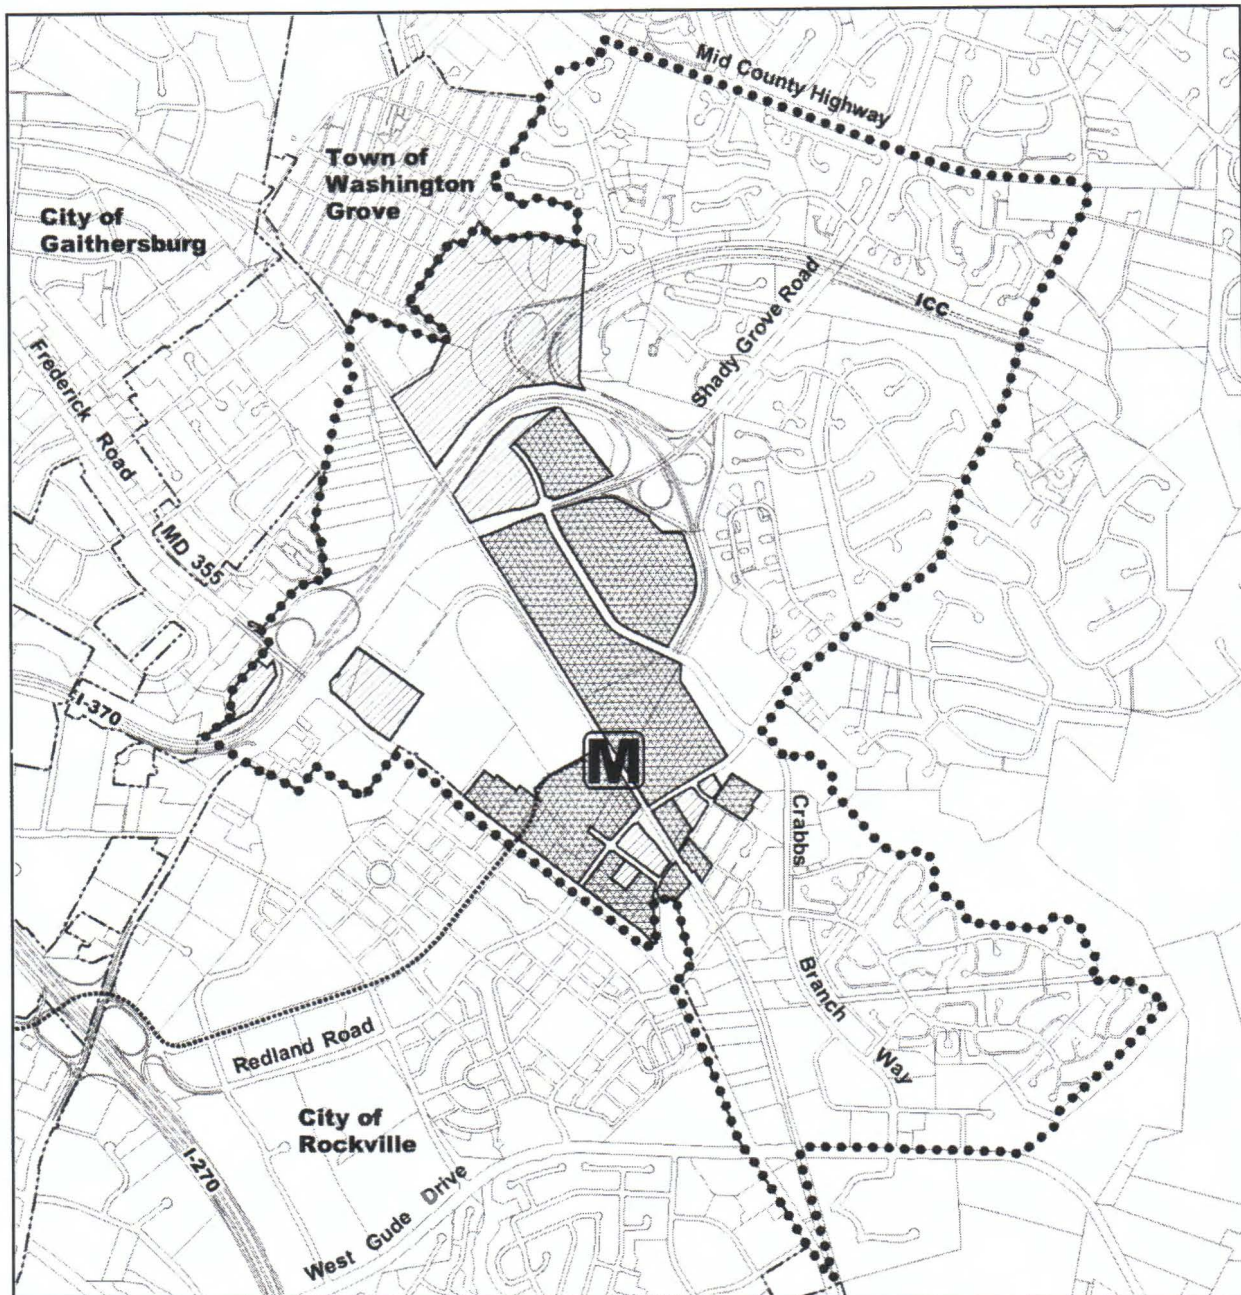 Mid County Highway
Town of
Washington
Grove
City of
Gaithersburg
ICC
Shady Grove Road
Frederick Road
MD 355
I-370
M
Crabbs
Branch
Way
Redland Road
City of
Rockville
I-270
West Gude Drive